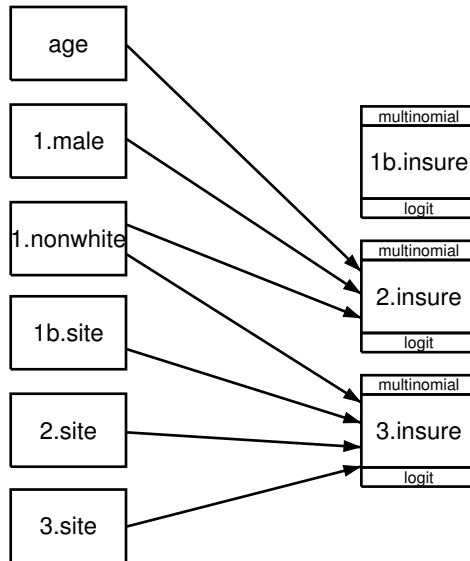 age
1.male
1.nonwhite
1b.site
2.site
3.site
multinomial
1b.insure
logit
multinomial
2.insure
logit
multinomial
3.insure
logit